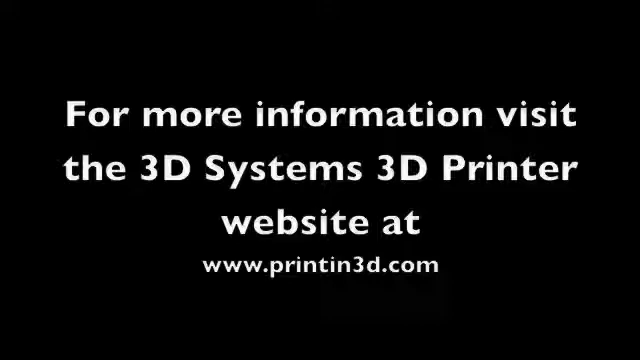 For more information visit
the 3D Systems 3D Printer
website at
www.printin3d.com